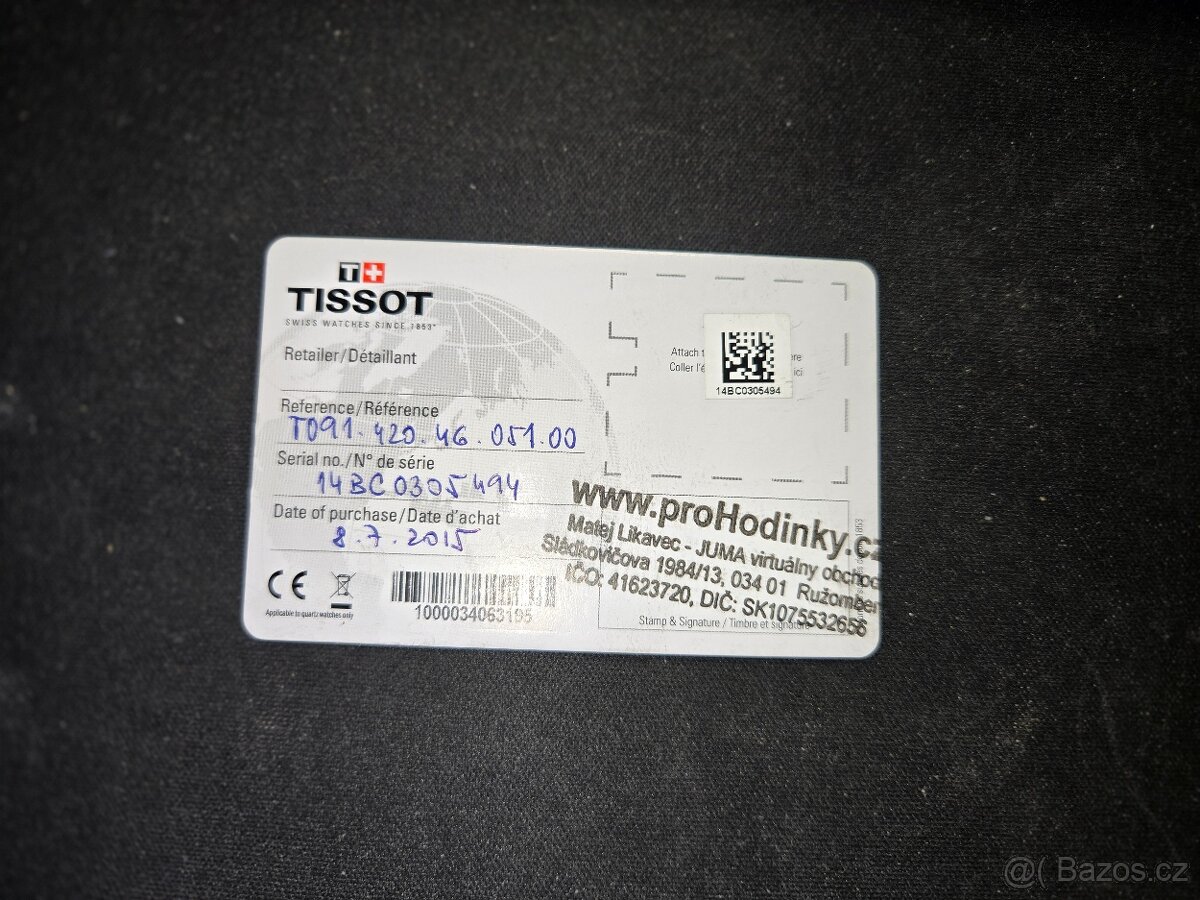 T+
TISSOT
SWISS WATCHES SINCE 1853
Retailer/Détaillant
Reference/Référence
T091.420.46.051.00
Serial no./N° de série
14BC0305494
Date of purchase/Date d'achat
8.7.2015
CE
Applicable to quartz watches only
1000034063195
Attach
Coller
ici
14BC0305494
www.proHodinky.cz
Matej Likavec - JUMA virtuálny obchod
Sládkovičova 1984/13, 034 01 Ružomber
IČO: 41623720, DIČ: SK1075532656
Stamp & Signature / Timbre et signature
@( Bazos.cz